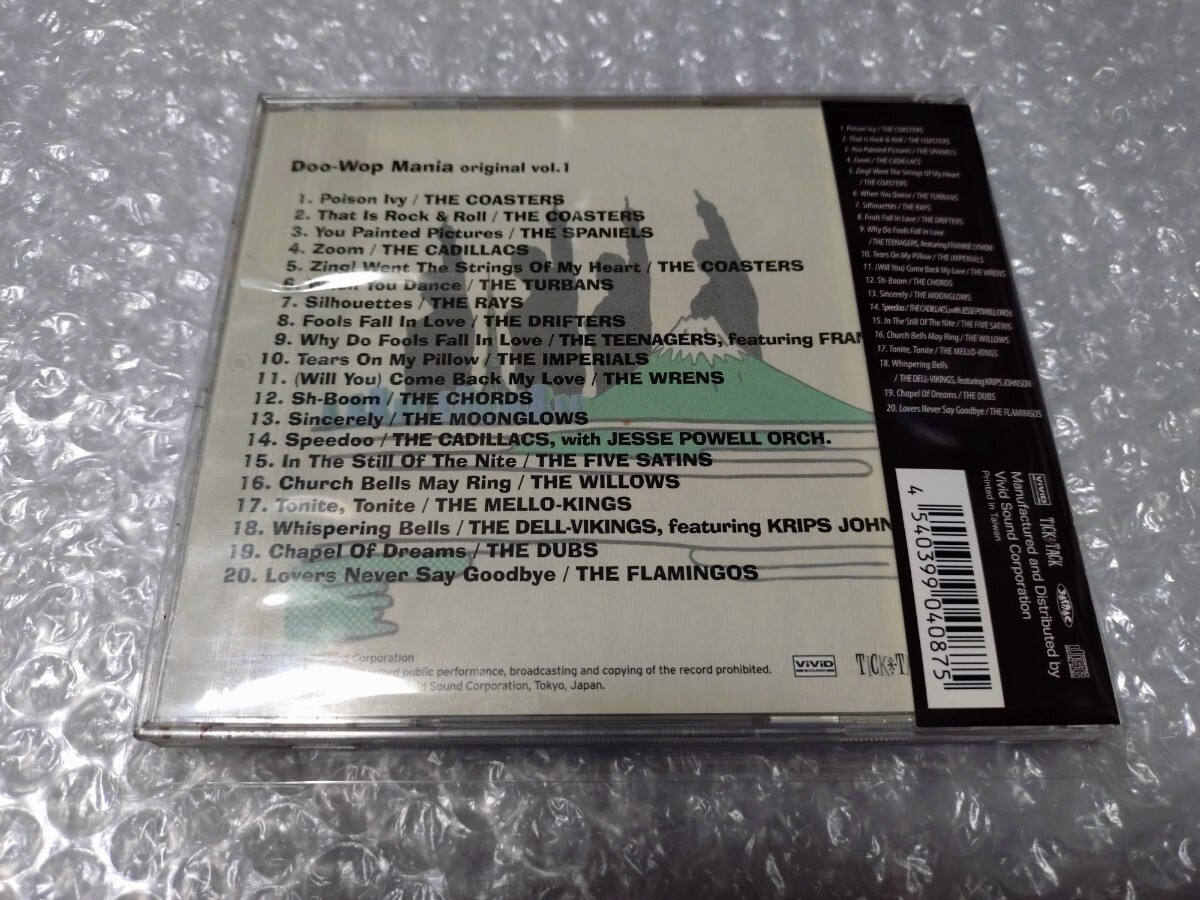 Doo-Wop Mania original vol.1
1. Poison Ivy / THE COASTERS
2. That Is Rock & Roll / THE COASTERS
3. You Painted Pictures / THE SPANIELS
4. Zoom / THE CADILLACS
5. Zing! Went The Strings Of My Heart / THE COASTERS
6. When You Dance / THE TURBANS
7. Silhouettes / THE RAYS
8. Fools Fall In Love / THE DRIFTERS
9. Why Do Fools Fall In Love / THE TEENAGERS, featuring FRAN
10. Tears On My Pillow / THE IMPERIALS
11. (Will You) Come Back My Love / THE WRENS
12. Sh-Boom / THE CHORDS
13. Sincerely / THE MOONGLOWS
14. Speedoo / THE CADILLACS, with JESSE POWELL ORCH.
15. In The Still Of The Nite / THE FIVE SATINS
16. Church Bells May Ring / THE WILLOWS
17. Tonite, Tonite / THE MELLO-KINGS
18. Whispering Bells / THE DELL-VIKINGS, featuring KRIPS JOHN
19. Chapel Of Dreams / THE DUBS
20. Lovers Never Say Goodbye / THE FLAMINGOS
Corporation
public performance, broadcasting and copying of the record prohibited.
Sound Corporation, Tokyo, Japan.
ViViD
SOUND
TICK TA
1. Poison Ivy / THE COASTERS
2. That Is Rock & Roll / THE COASTERS
3. You Painted Pictures / THE SPANIELS
4. Zoom / THE CADILLACS
5. Zing! Went The Strings Of My Heart
/ THE COASTERS
6. When You Dance / THE TURBANS
7. Silhouettes / THE RAYS
8. Fools Fall In Love / THE DRIFTERS
9. Why Do Fools Fall In Love
/ THE TEENAGERS, featuring FRANKIE LYMON
10. Tears On My Pillow / THE IMPERIALS
11. (Will You) Come Back My Love / THE WRENS
12. Sh-Boom / THE CHORDS
13. Sincerely / THE MOONGLOWS
14. Speedoo / THE CADILLACS, with JESSE POWELL ORCH.
15. In The Still Of The Nite / THE FIVE SATINS
16. Church Bells May Ring / THE WILLOWS
17. Tonite, Tonite / THE MELLO-KINGS
18. Whispering Bells
/ THE DELL-VIKINGS, featuring KRIPS JOHNSON
19. Chapel Of Dreams / THE DUBS
20. Lovers Never Say Goodbye / THE FLAMINGOS
4 540399 040875
ViViD
TICK TACK
disc
Manufactured and Distributed by
Vivid Sound Corporation
Printed in Taiwan